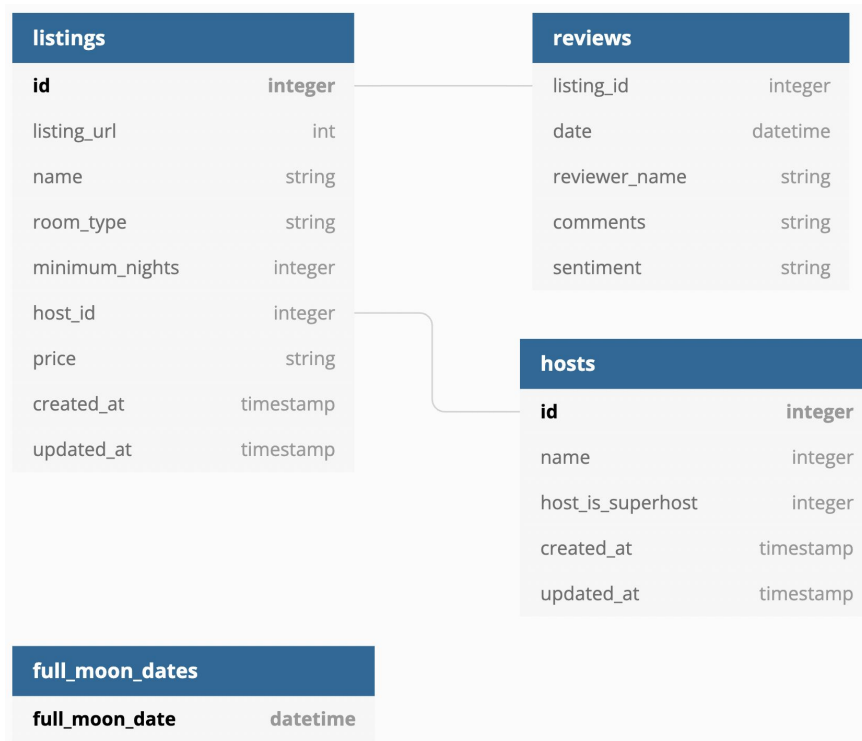 listings
id integer
listing_url int
name string
room_type string
minimum_nights integer
host_id integer
price string
created_at timestamp
updated_at timestamp
reviews
listing_id integer
date datetime
reviewer_name string
comments string
sentiment string
hosts
id integer
name integer
host_is_superhost integer
created_at timestamp
updated_at timestamp
full_moon_dates
full_moon_date datetime